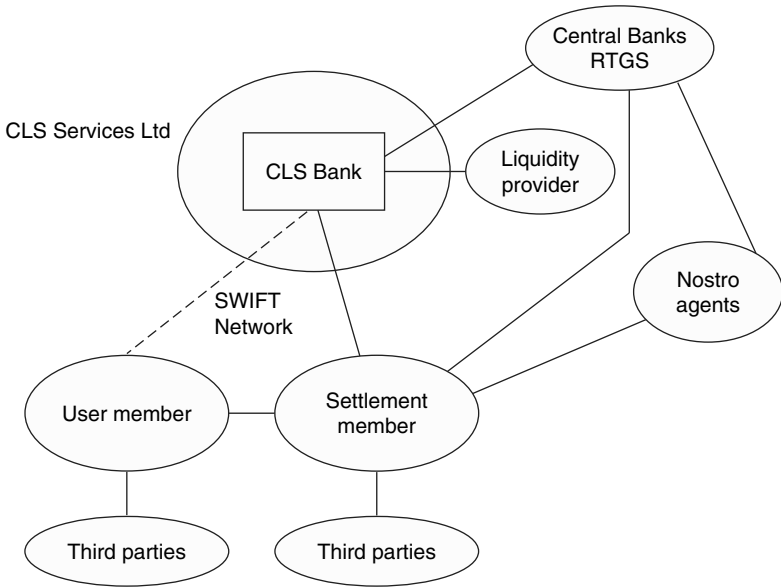 Central Banks
RTGS
CLS Services Ltd
CLS Bank
Liquidity
provider
Nostro
agents
SWIFT
Network
User member
Settlement
member
Third parties
Third parties